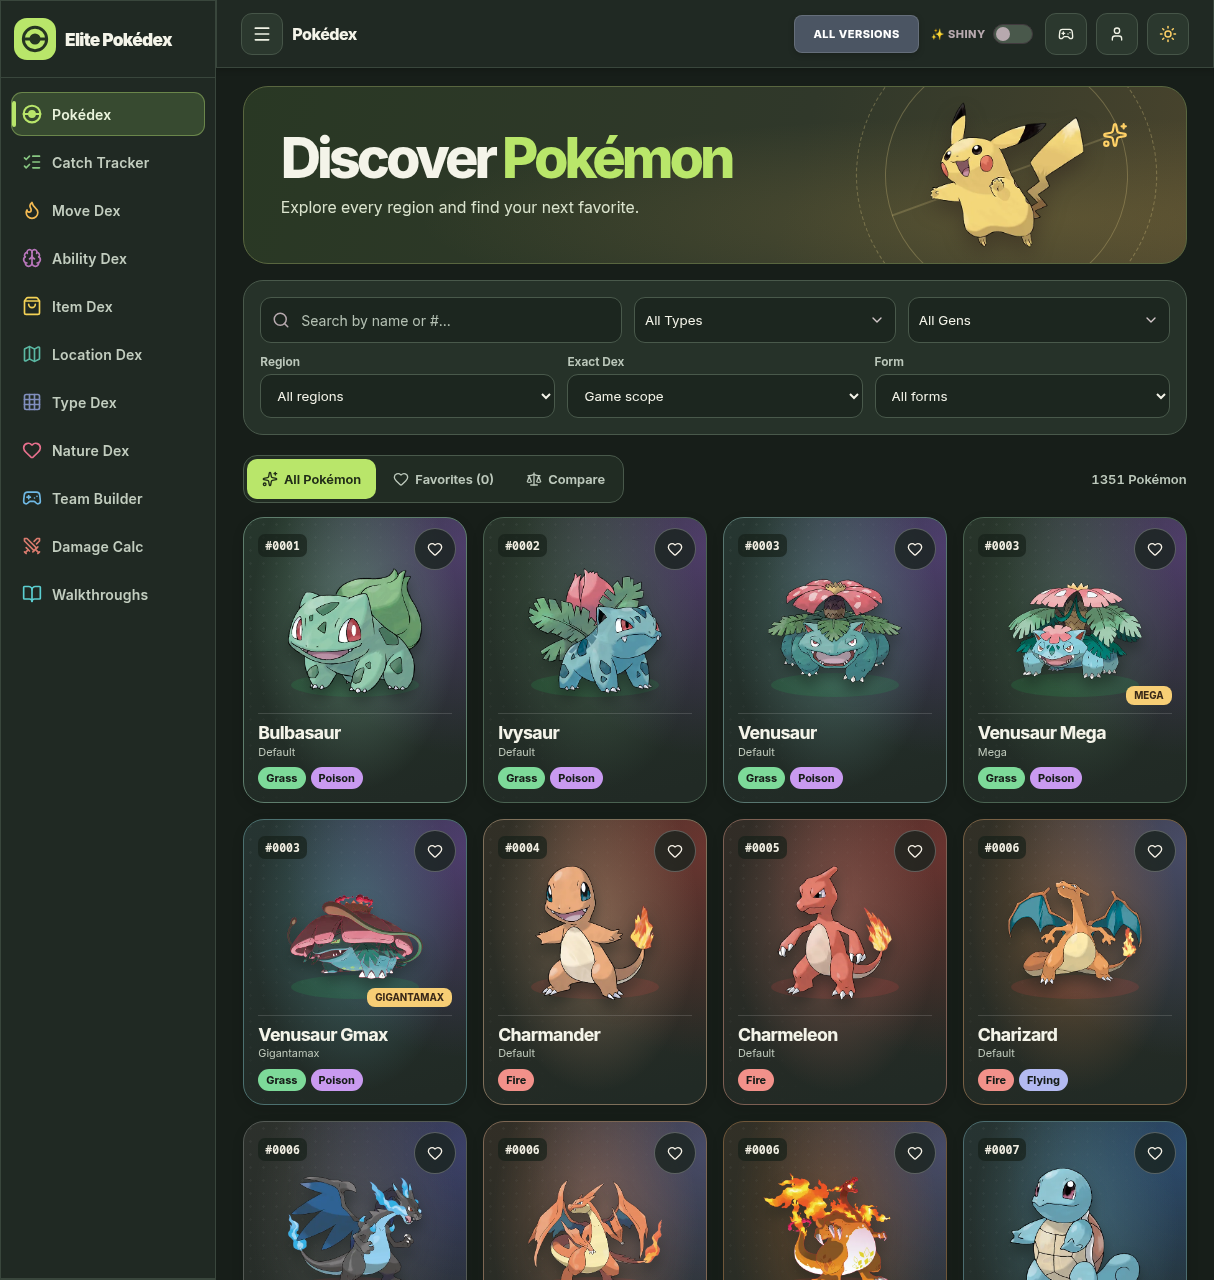 Elite Pokédex
Pokédex
ALL VERSIONS
✨ SHINY
Pokédex
Catch Tracker
Move Dex
Ability Dex
Item Dex
Location Dex
Type Dex
Nature Dex
Team Builder
Damage Calc
Walkthroughs
Discover Pokémon
Explore every region and find your next favorite.
Search by name or #...
All Types
All Gens
Region
Exact Dex
Form
All regions
Game scope
All forms
All Pokémon
Favorites (0)
Compare
1351 Pokémon
#0001
Bulbasaur
Default
Grass Poison
#0002
Ivysaur
Default
Grass Poison
#0003
Venusaur
Default
Grass Poison
#0003
MEGA
Venusaur Mega
Mega
Grass Poison
#0003
GIGANTAMAX
Venusaur Gmax
Gigantamax
Grass Poison
#0004
Charmander
Default
Fire
#0005
Charmeleon
Default
Fire
#0006
Charizard
Default
Fire Flying
#0006
#0006
#0006
#0007